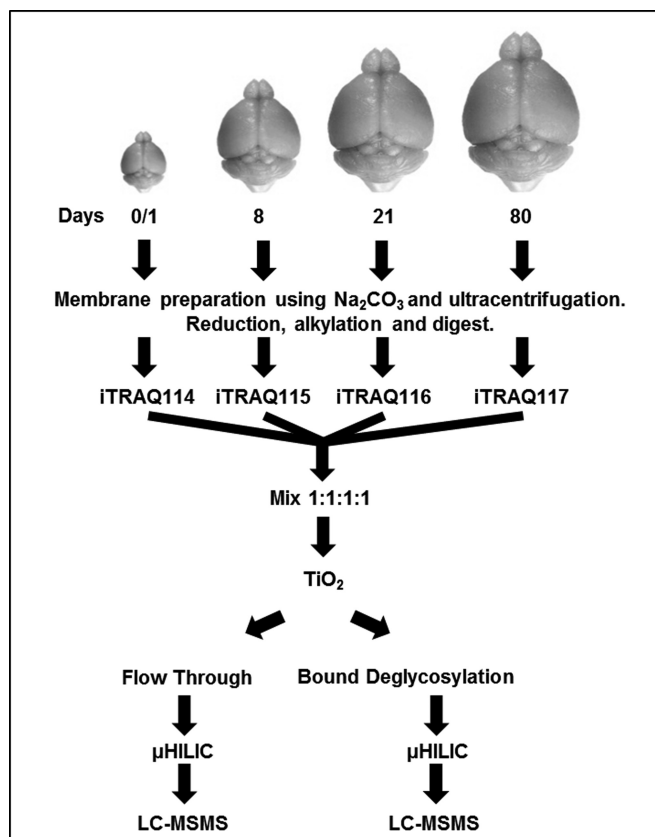 Days 0/1 8 21 80
Membrane preparation using Na₂CO₃ and ultracentrifugation.
Reduction, alkylation and digest.
iTRAQ114 iTRAQ115 iTRAQ116 iTRAQ117
Mix 1:1:1:1
TiO₂
Flow Through Bound Deglycosylation
µHILIC µHILIC
LC-MSMS LC-MSMS